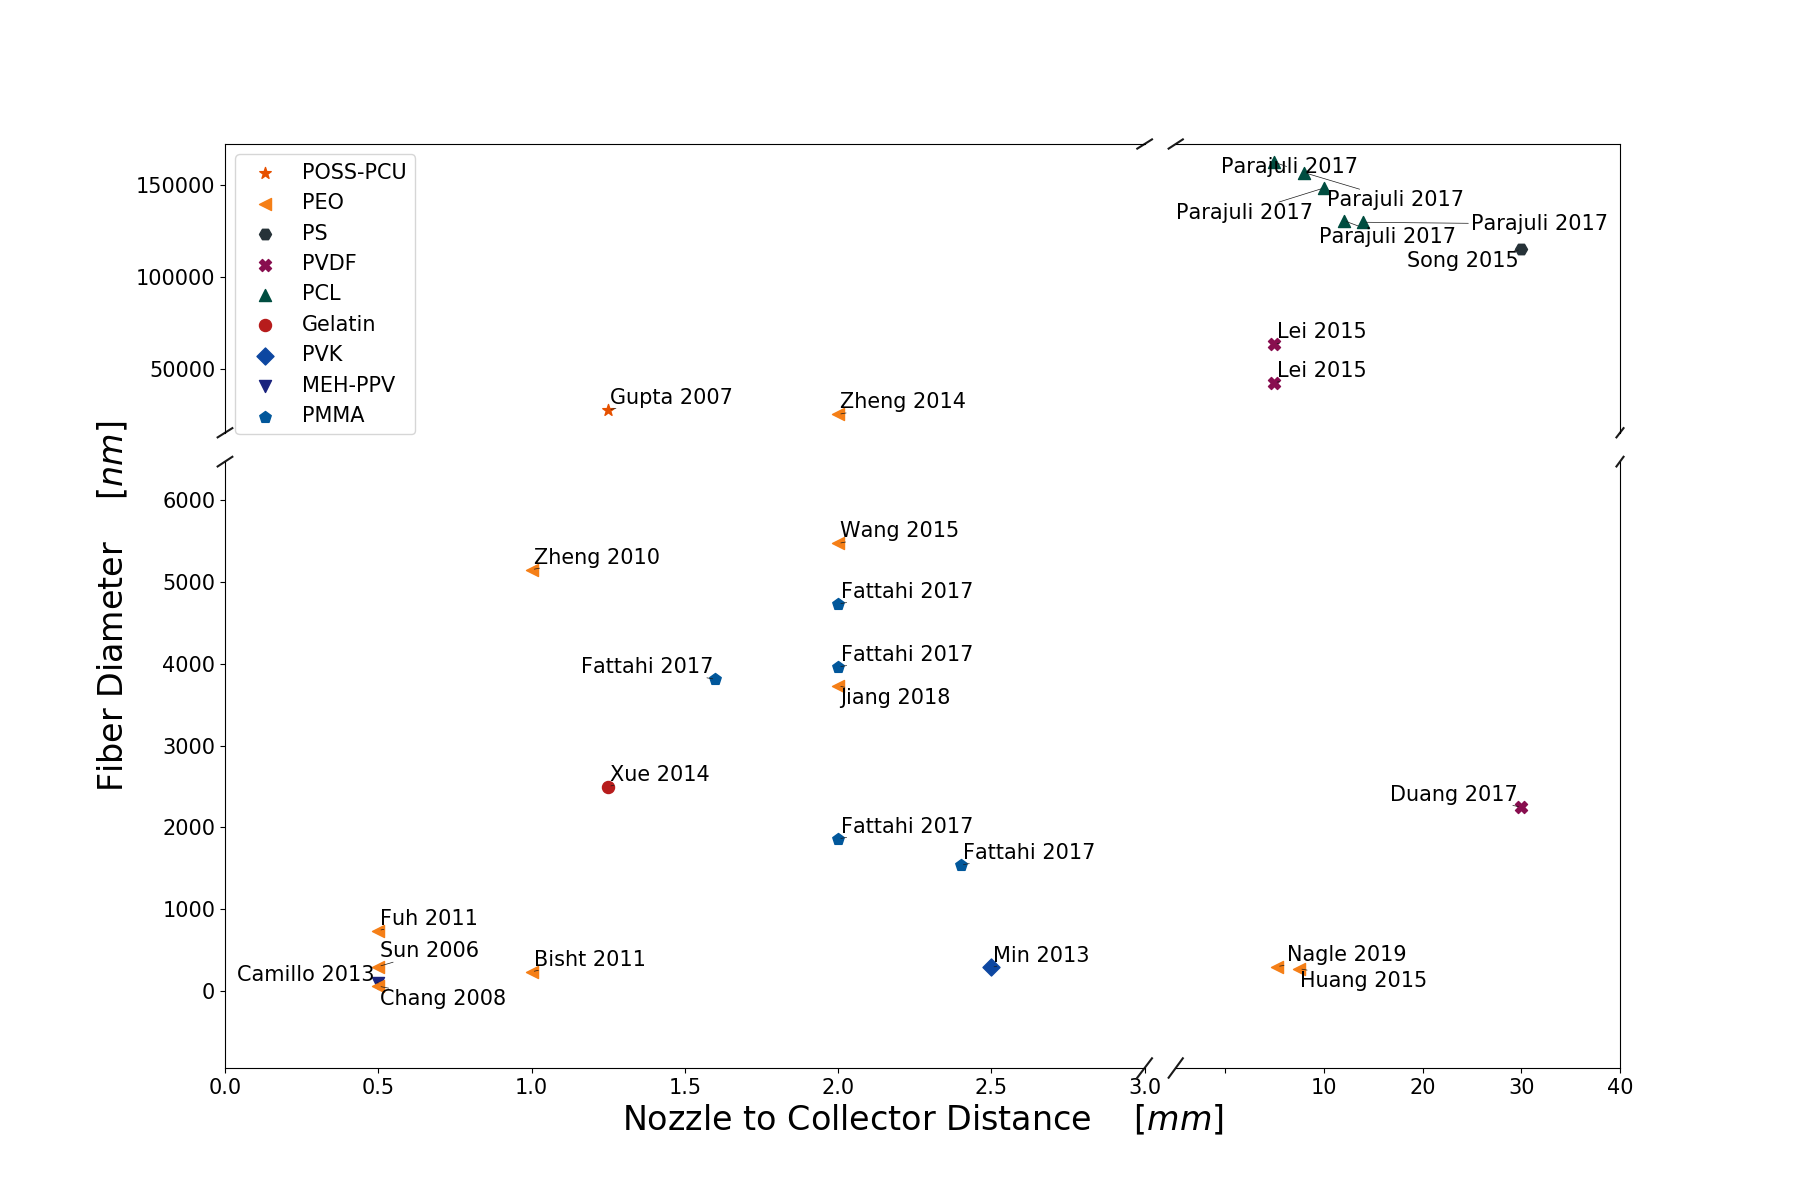 POSS-PCU
PEO
PS
PVDF
PCL
Gelatin
PVK
MEH-PPV
PMMA
150000
100000
50000
6000
5000
4000
3000
2000
1000
0
Fiber Diameter [nm]
Parajuli 2017
Parajuli 2017
Parajuli 2017
Parajuli 2017
Parajuli 2017
Song 2015
Lei 2015
Lei 2015
Gupta 2007
Zheng 2014
Wang 2015
Zheng 2010
Fattahi 2017
Fattahi 2017
Fattahi 2017
Jiang 2018
Xue 2014
Duang 2017
Fattahi 2017
Fattahi 2017
Fuh 2011
Sun 2006
Camillo 2013
Chang 2008
Bisht 2011
Min 2013
Nagle 2019
Huang 2015
0.0 0.5 1.0 1.5 2.0 2.5 3.0 10 20 30 40
Nozzle to Collector Distance [mm]